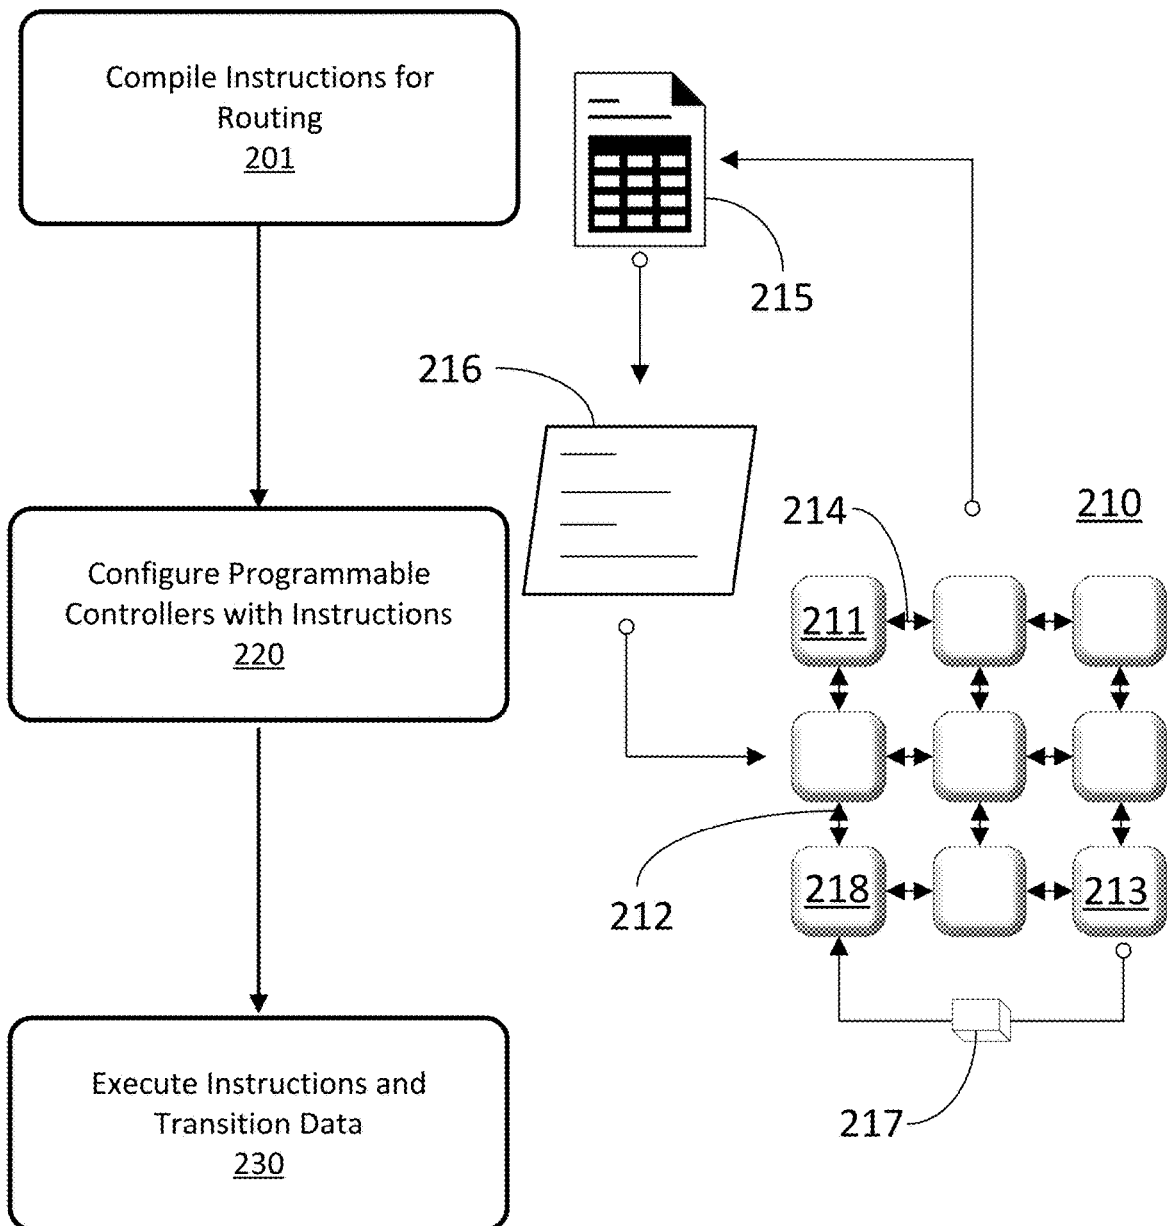 Compile Instructions for
Routing
201
215
216
214
210
Configure Programmable
Controllers with Instructions
220
211
212
218
213
217
Execute Instructions and
Transition Data
230